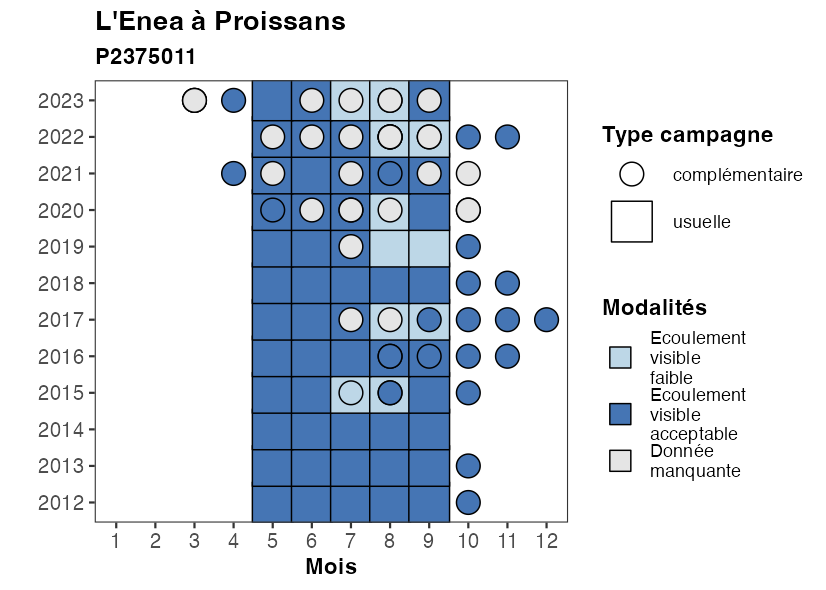 L'Enea à Proissans
P2375011
2023
2022
2021
2020
2019
2018
2017
2016
2015
2014
2013
2012
1 2 3 4 5 6 7 8 9 10 11 12
Mois
Type campagne
complémentaire
usuelle
Modalités
Ecoulement
visible
faible
Ecoulement
visible
acceptable
Donnée
manquante